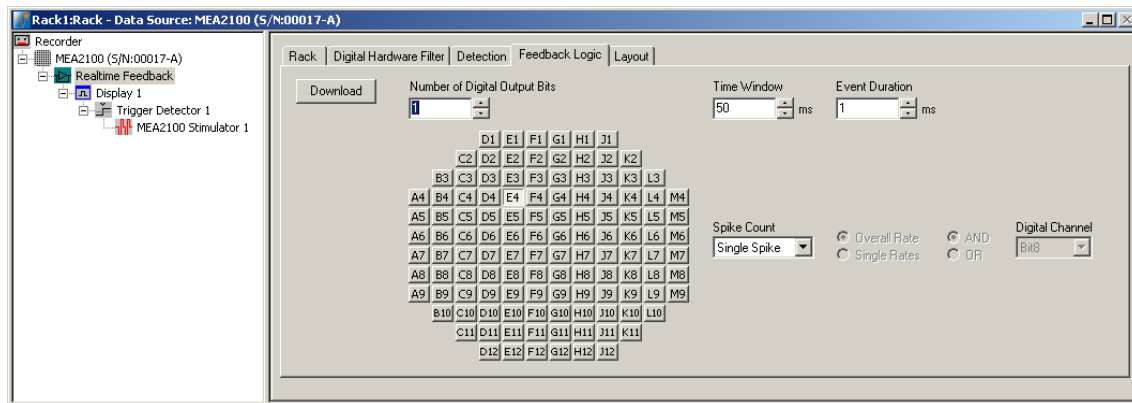 Rack1:Rack - Data Source: MEA2100 (S/N:00017-A)
Recorder
MEA2100 (S/N:00017-A)
Realtime Feedback
Display 1
Trigger Detector 1
MEA2100 Stimulator 1
Rack Digital Hardware Filter Detection Feedback Logic Layout
Download
Number of Digital Output Bits
1
Time Window
50 ms
Event Duration
1 ms
D1 E1 F1 G1 H1 J1
C2 D2 E2 F2 G2 H2 J2 K2
B3 C3 D3 E3 F3 G3 H3 J3 K3 L3
A4 B4 C4 D4 E4 F4 G4 H4 J4 K4 L4 M4
A5 B5 C5 D5 E5 F5 G5 H5 J5 K5 L5 M5
A6 B6 C6 D6 E6 F6 G6 H6 J6 K6 L6 M6
A7 B7 C7 D7 E7 F7 G7 H7 J7 K7 L7 M7
A8 B8 C8 D8 E8 F8 G8 H8 J8 K8 L8 M8
A9 B9 C9 D9 E9 F9 G9 H9 J9 K9 L9 M9
B10 C10 D10 E10 F10 G10 H10 J10 K10 L10
C11 D11 E11 F11 G11 H11 J11 K11
D12 E12 F12 G12 H12 J12
Spike Count
Single Spike
Overall Rate
Single Rates
AND
OR
Digital Channel
Bit8